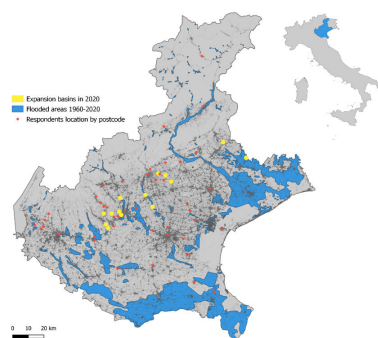 Expansion basins in 2020
Flooded areas 1960-2020
Respondents location by postcode
0 10 20 km